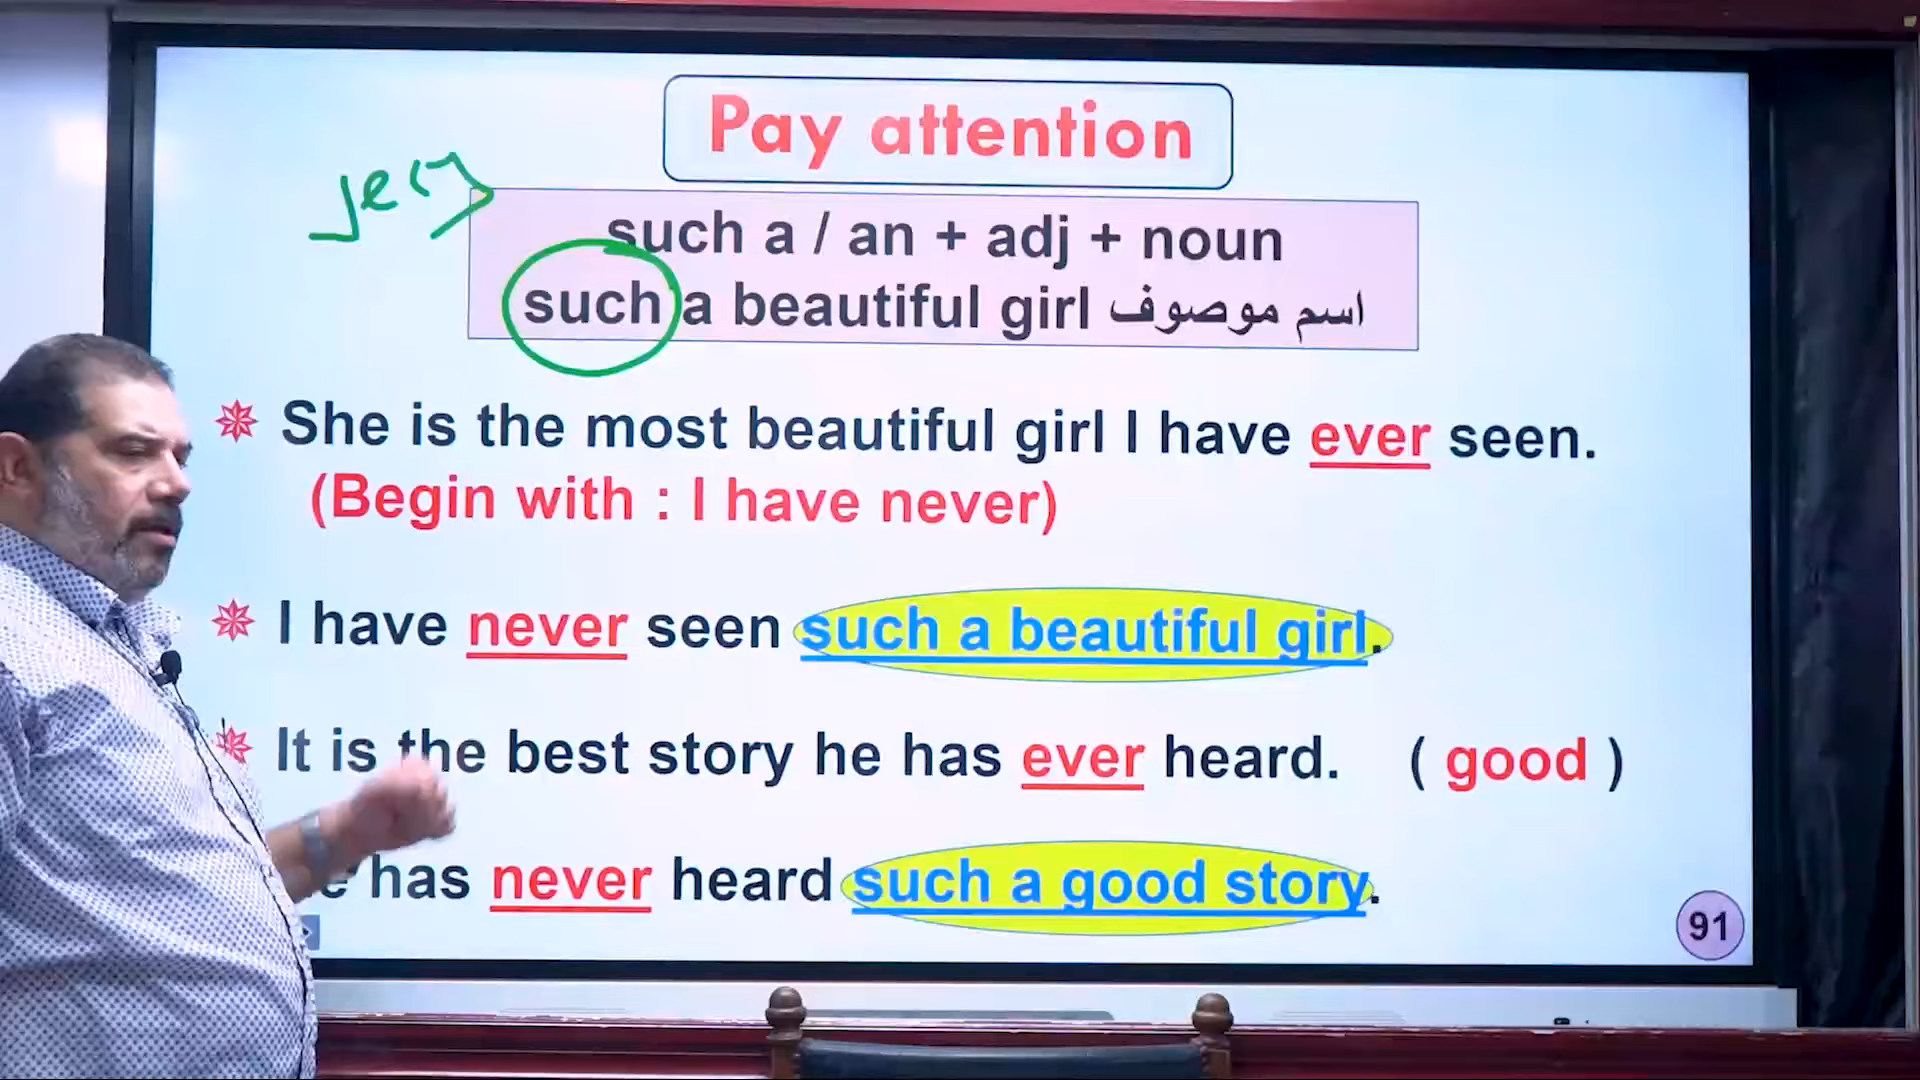 Pay attention
such a / an + adj + noun
such a beautiful girl اسم موصوف
She is the most beautiful girl I have ever seen.
(Begin with : I have never)
I have never seen such a beautiful girl.
It is the best story he has ever heard. ( good )
has never heard such a good story.
91